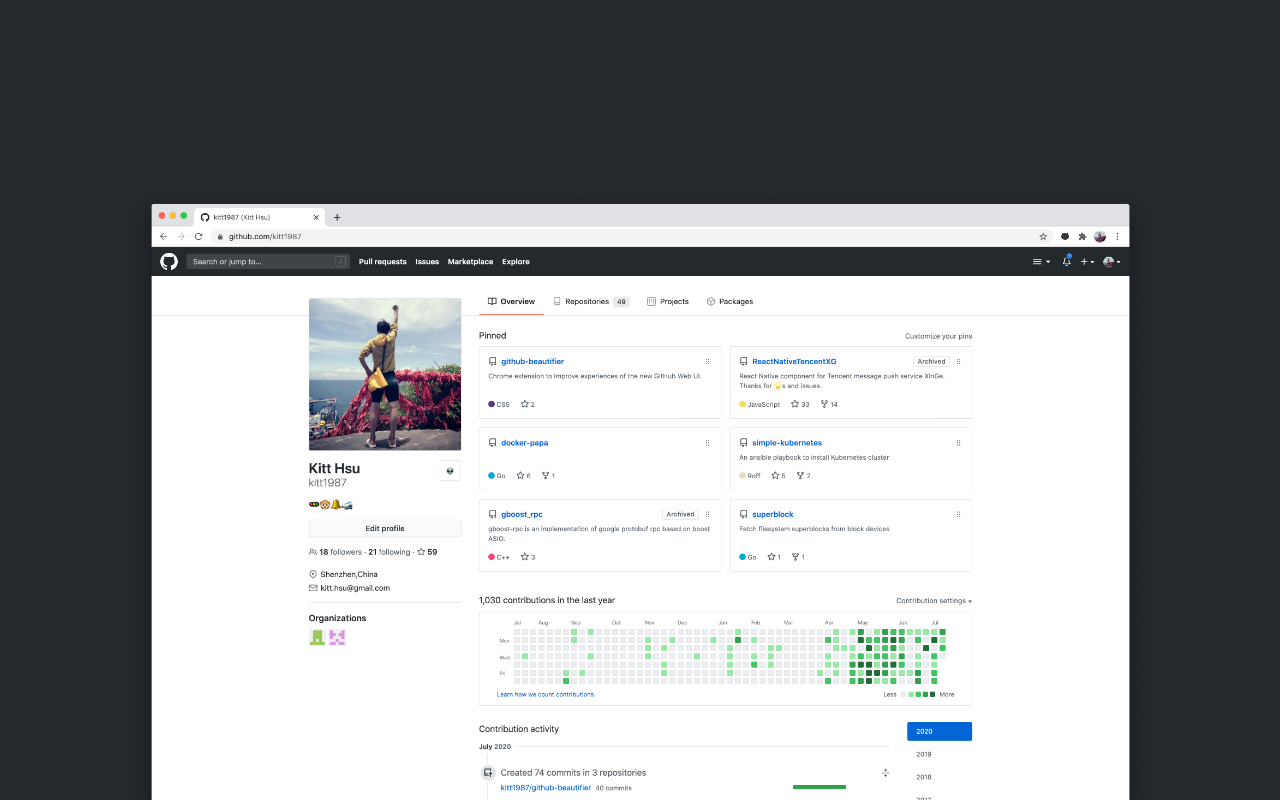 kitt1987 (Kitt Hsu)
github.com/kitt1987
Search or jump to...
/
Pull requests
Issues
Marketplace
Explore
Overview
Repositories 49
Projects
Packages
Kitt Hsu
kitt1987
Edit profile
18 followers · 21 following · 59
Shenzhen,China
kitt.hsu@gmail.com
Organizations
Pinned
Customize your pins
github-beautifier
Chrome extension to Improve experiences of the new GitHub Web UI.
CSS 2
ReactNativeTencentXG
Archived
React Native component for Tencent message push service XinGe.
Thanks for ⭐s and issues.
JavaScript 33 14
docker-papa
Go 6 1
simple-kubernetes
An ansible playbook to install Kubernetes cluster
Roff 5 2
gboost_rpc
Archived
gboost-rpc is an implementation of google protobuf rpc based on boost
ASIO.
C++ 3
superblock
Fetch filesystem superblocks from block devices
Go 1 1
1,030 contributions in the last year
Contribution settings
Jul Aug Sep Oct Nov Dec Jan Feb Mar Apr May Jun Jul
Mon
Wed
Fri
Learn how we count contributions.
Less
More
Contribution activity
2020
2019
2018
2017
July 2020
Created 74 commits in 3 repositories
kitt1987/github-beautifier 40 commits